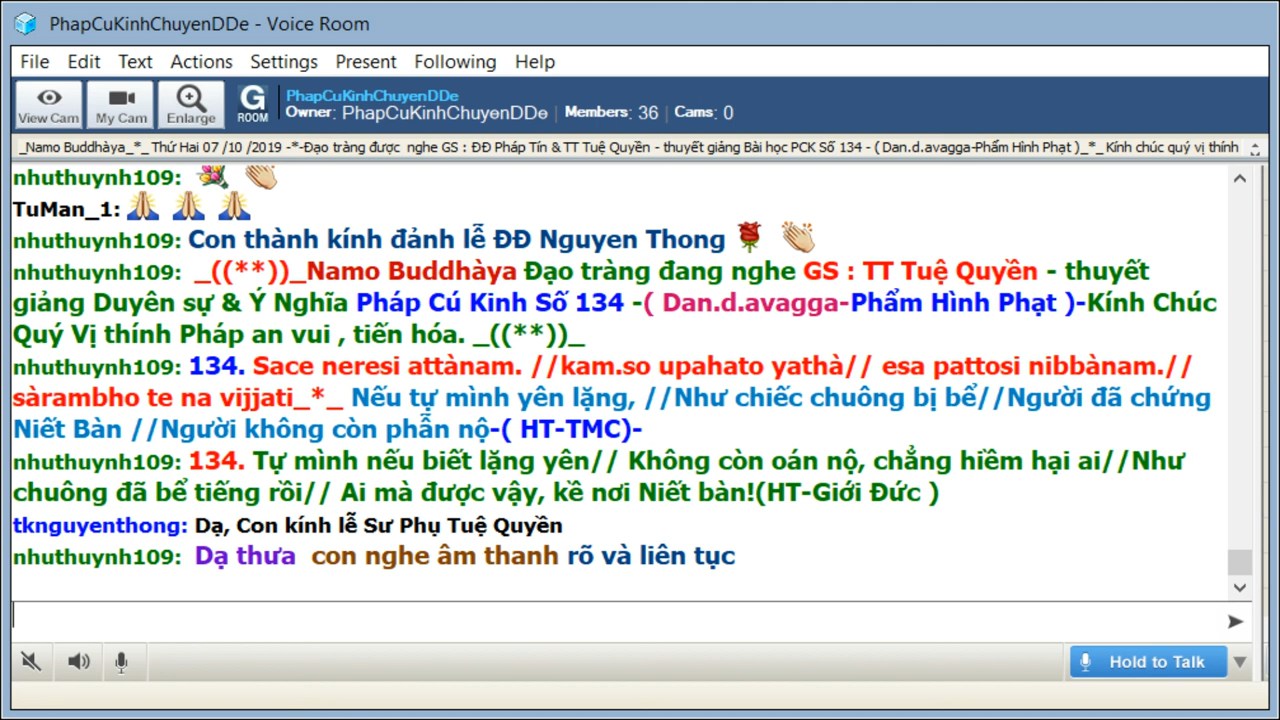 PhapCuKinhChuyenDDe - Voice Room
File Edit Text Actions Settings Present Following Help
View Cam My Cam Enlarge G ROOM
PhapCuKinhChuyenDDe
Owner: PhapCuKinhChuyenDDe | Members: 36 | Cams: 0
_Namo Buddhàya_*_ Thứ Hai 07 /10 /2019 -*-Đạo tràng được nghe GS : ĐĐ Pháp Tín & TT Tuệ Quyền - thuyết giảng Bài học PCK Số 134 - ( Dan.d.avagga-Phẩm Hình Phạt )_*_ Kính chúc quý vị thính
nhuthuynh109:
TuMan_1:
nhuthuynh109: Con thành kính đảnh lễ ĐĐ Nguyen Thong
nhuthuynh109: _((**))_Namo Buddhàya Đạo tràng đang nghe GS : TT Tuệ Quyền - thuyết
giảng Duyên sự & Ý Nghĩa Pháp Cú Kinh Số 134 -( Dan.d.avagga-Phẩm Hình Phạt )-Kính Chúc
Quý Vị thính Pháp an vui , tiến hóa. _((**))_
nhuthuynh109: 134. Sace neresi attànam. //kam.so upahato yathà// esa pattosi nibbànam.//
sàrambho te na vijjati_*_ Nếu tự mình yên lặng, //Như chiếc chuông bị bể//Người đã chứng
Niết Bàn //Người không còn phẫn nộ-( HT-TMC)-
nhuthuynh109: 134. Tự mình nếu biết lặng yên// Không còn oán nộ, chẳng hiềm hại ai//Như
chuông đã bể tiếng rồi// Ai mà được vậy, kề nơi Niết bàn!(HT-Giới Đức )
tknguyenthong: Dạ, Con kính lễ Sư Phụ Tuệ Quyền
nhuthuynh109: Dạ thưa con nghe âm thanh rõ và liên tục
Hold to Talk